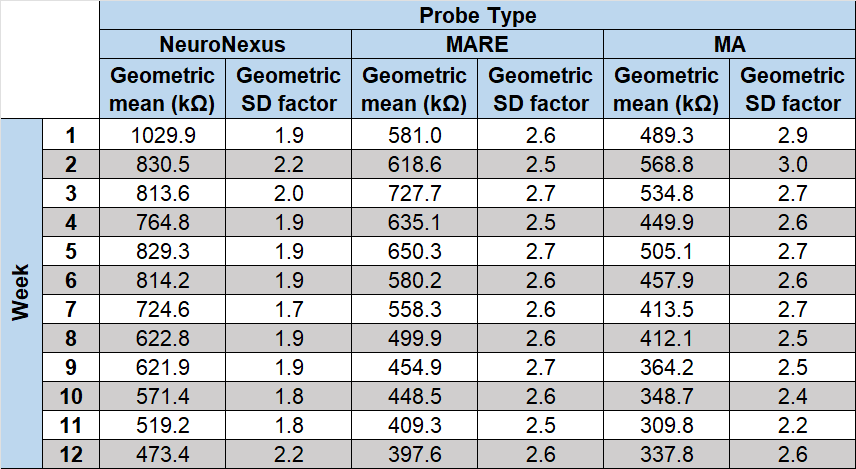 Probe Type
NeuroNexus MARE MA
Geometric mean (kΩ) Geometric SD factor Geometric mean (kΩ) Geometric SD factor Geometric mean (kΩ) Geometric SD factor
Week
1 1029.9 1.9 581.0 2.6 489.3 2.9
2 830.5 2.2 618.6 2.5 568.8 3.0
3 813.6 2.0 727.7 2.7 534.8 2.7
4 764.8 1.9 635.1 2.5 449.9 2.6
5 829.3 1.9 650.3 2.7 505.1 2.7
6 814.2 1.9 580.2 2.6 457.9 2.6
7 724.6 1.7 558.3 2.6 413.5 2.7
8 622.8 1.9 499.9 2.6 412.1 2.5
9 621.9 1.9 454.9 2.7 364.2 2.5
10 571.4 1.8 448.5 2.6 348.7 2.4
11 519.2 1.8 409.3 2.5 309.8 2.2
12 473.4 2.2 397.6 2.6 337.8 2.6